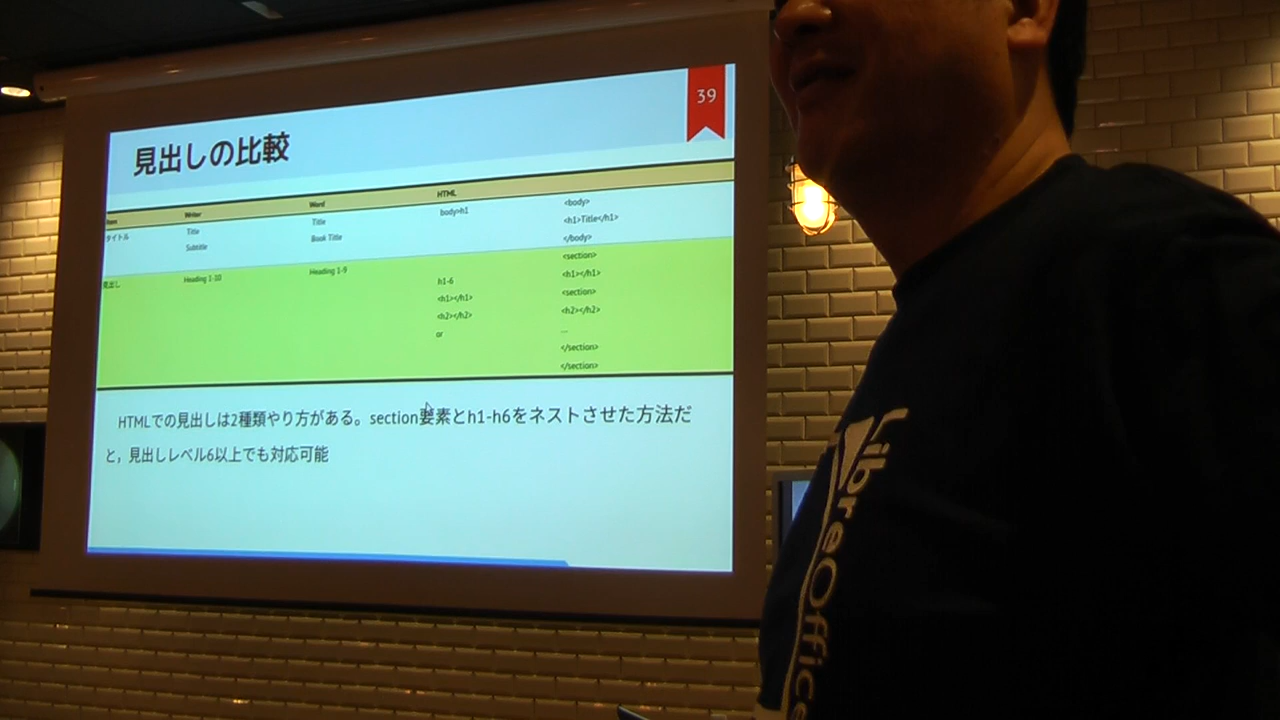 39
見出しの比較
Item Writer Word HTML
タイトル Title Title body>h1 <body>
Subtitle Book Title <h1>Title</h1>
</body>
見出し Heading 1-10 Heading 1-9 h1-6 <section>
<h1></h1> <h1></h1>
<h2></h2> <section>
or <h2></h2>
...
</section>
</section>
HTMLでの見出しは2種類やり方がある。section要素とh1-h6をネストさせた方法だ
と，見出しレベル6以上でも対応可能
LibreOffice